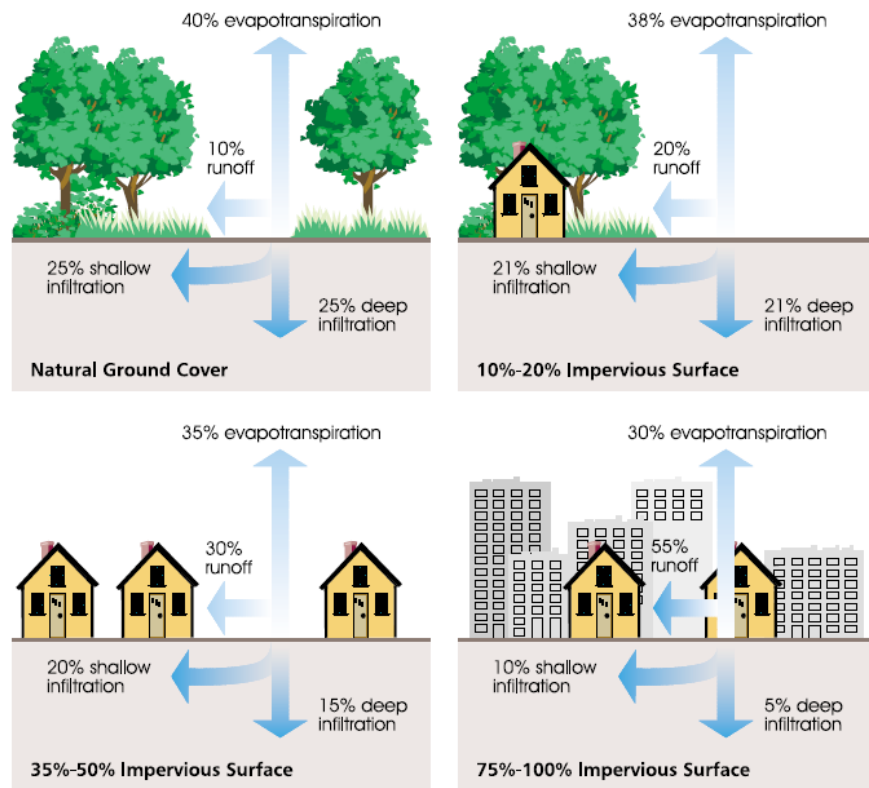 40% evapotranspiration
10%
runoff
25% shallow
infiltration
25% deep
infiltration
Natural Ground Cover
38% evapotranspiration
20%
runoff
21% shallow
infiltration
21% deep
infiltration
10%-20% Impervious Surface
35% evapotranspiration
30%
runoff
20% shallow
infiltration
15% deep
infiltration
35%-50% Impervious Surface
30% evapotranspiration
55%
runoff
10% shallow
infiltration
5% deep
infiltration
75%-100% Impervious Surface